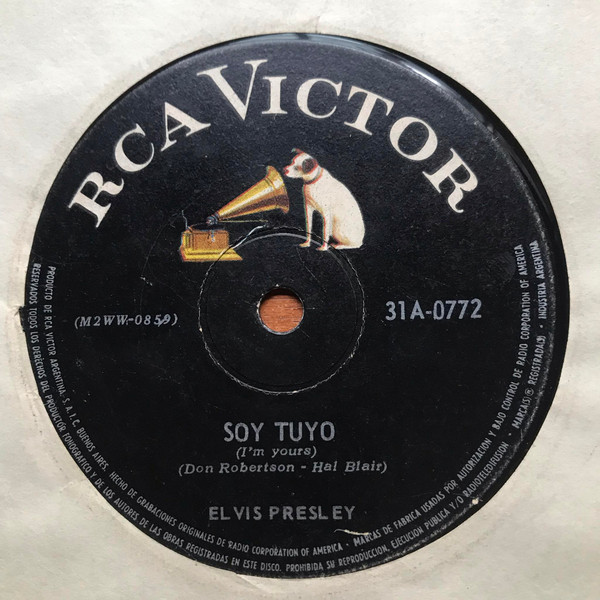 RCA VICTOR
(M2WW-0859)
31A-0772
SOY TUYO
(I'm yours)
(Don Robertson - Hal Blair)
ELVIS PRESLEY
PRODUCTO DE RCA VICTOR ARGENTINA, S.A.I.C. BUENOS AIRES. HECHO DE GRABACIONES ORIGINALES DE RADIO CORPORATION OF AMERICA - MARCAS DE FABRICA USADAS POR AUTORIZACION Y BAJO CONTROL DE RADIO CORPORATION OF AMERICA
RESERVADOS TODOS LOS DERECHOS DEL PRODUCTOR FONOGRAFICO Y DE LOS AUTORES DE LAS OBRAS REGISTRADAS EN ESTE DISCO. PROHIBIDA SU REPRODUCCION, EJECUCION PUBLICA Y/O RADIOTELEDIFUSION • MARCA(S) ® REGISTRADA(S) • INDUSTRIA ARGENTINA